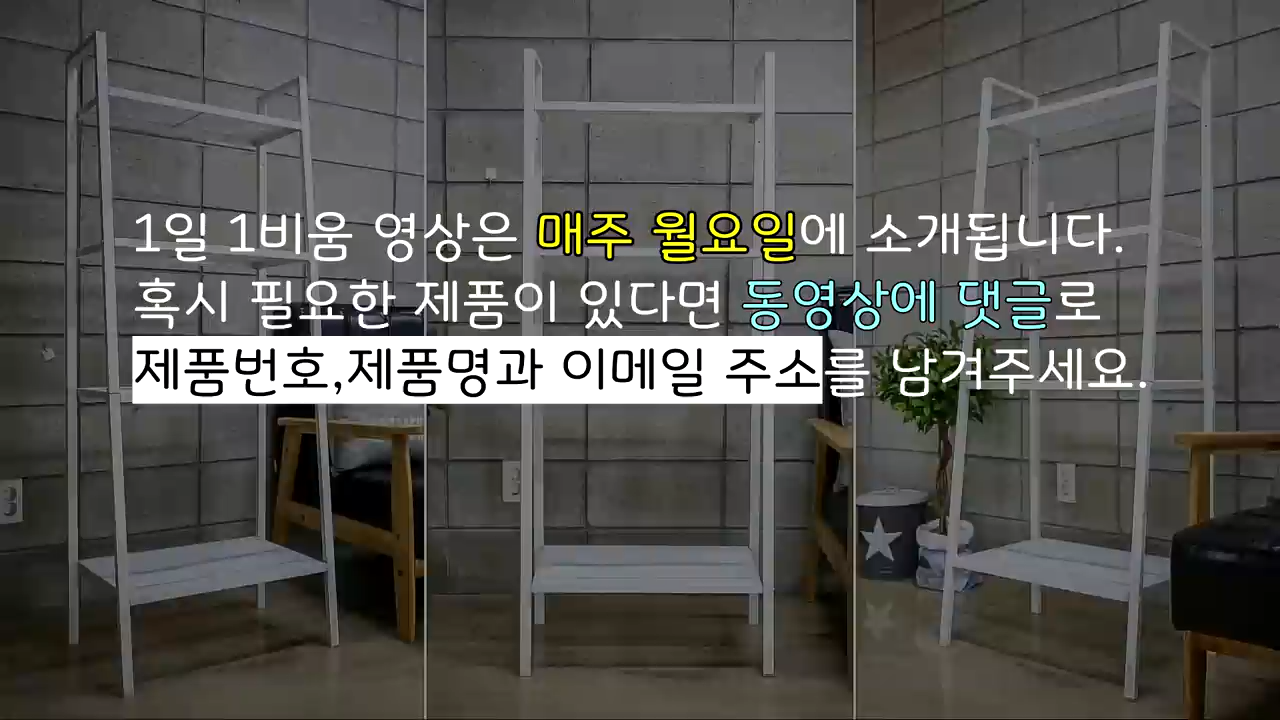 1일 1비움 영상은 매주 월요일에 소개됩니다.
혹시 필요한 제품이 있다면 동영상에 댓글로
제품번호,제품명과 이메일 주소를 남겨주세요.